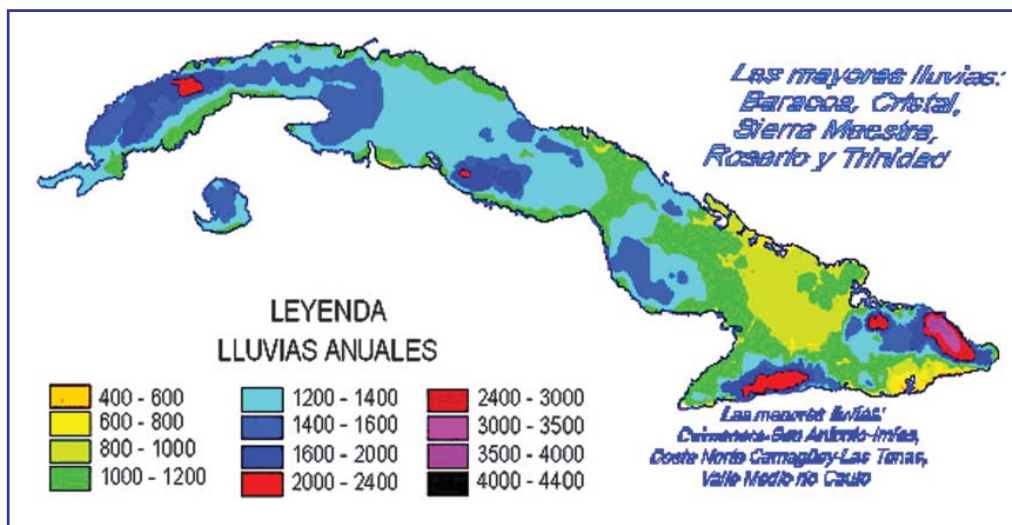 Las mayores lluvias:
Baracoa, Cristal,
Sierra Maestra,
Rosario y Trinidad
LEYENDA
LLUVIAS ANUALES
400 - 600
600 - 800
800 - 1000
1000 - 1200
1200 - 1400
1400 - 1600
1600 - 2000
2000 - 2400
2400 - 3000
3000 - 3500
3500 - 4000
4000 - 4400
Las menores lluvias:
Caimanera-San Antonio-Imías,
Costa Norte Camagüey-Las Tunas,
Valle Medio río Cauto